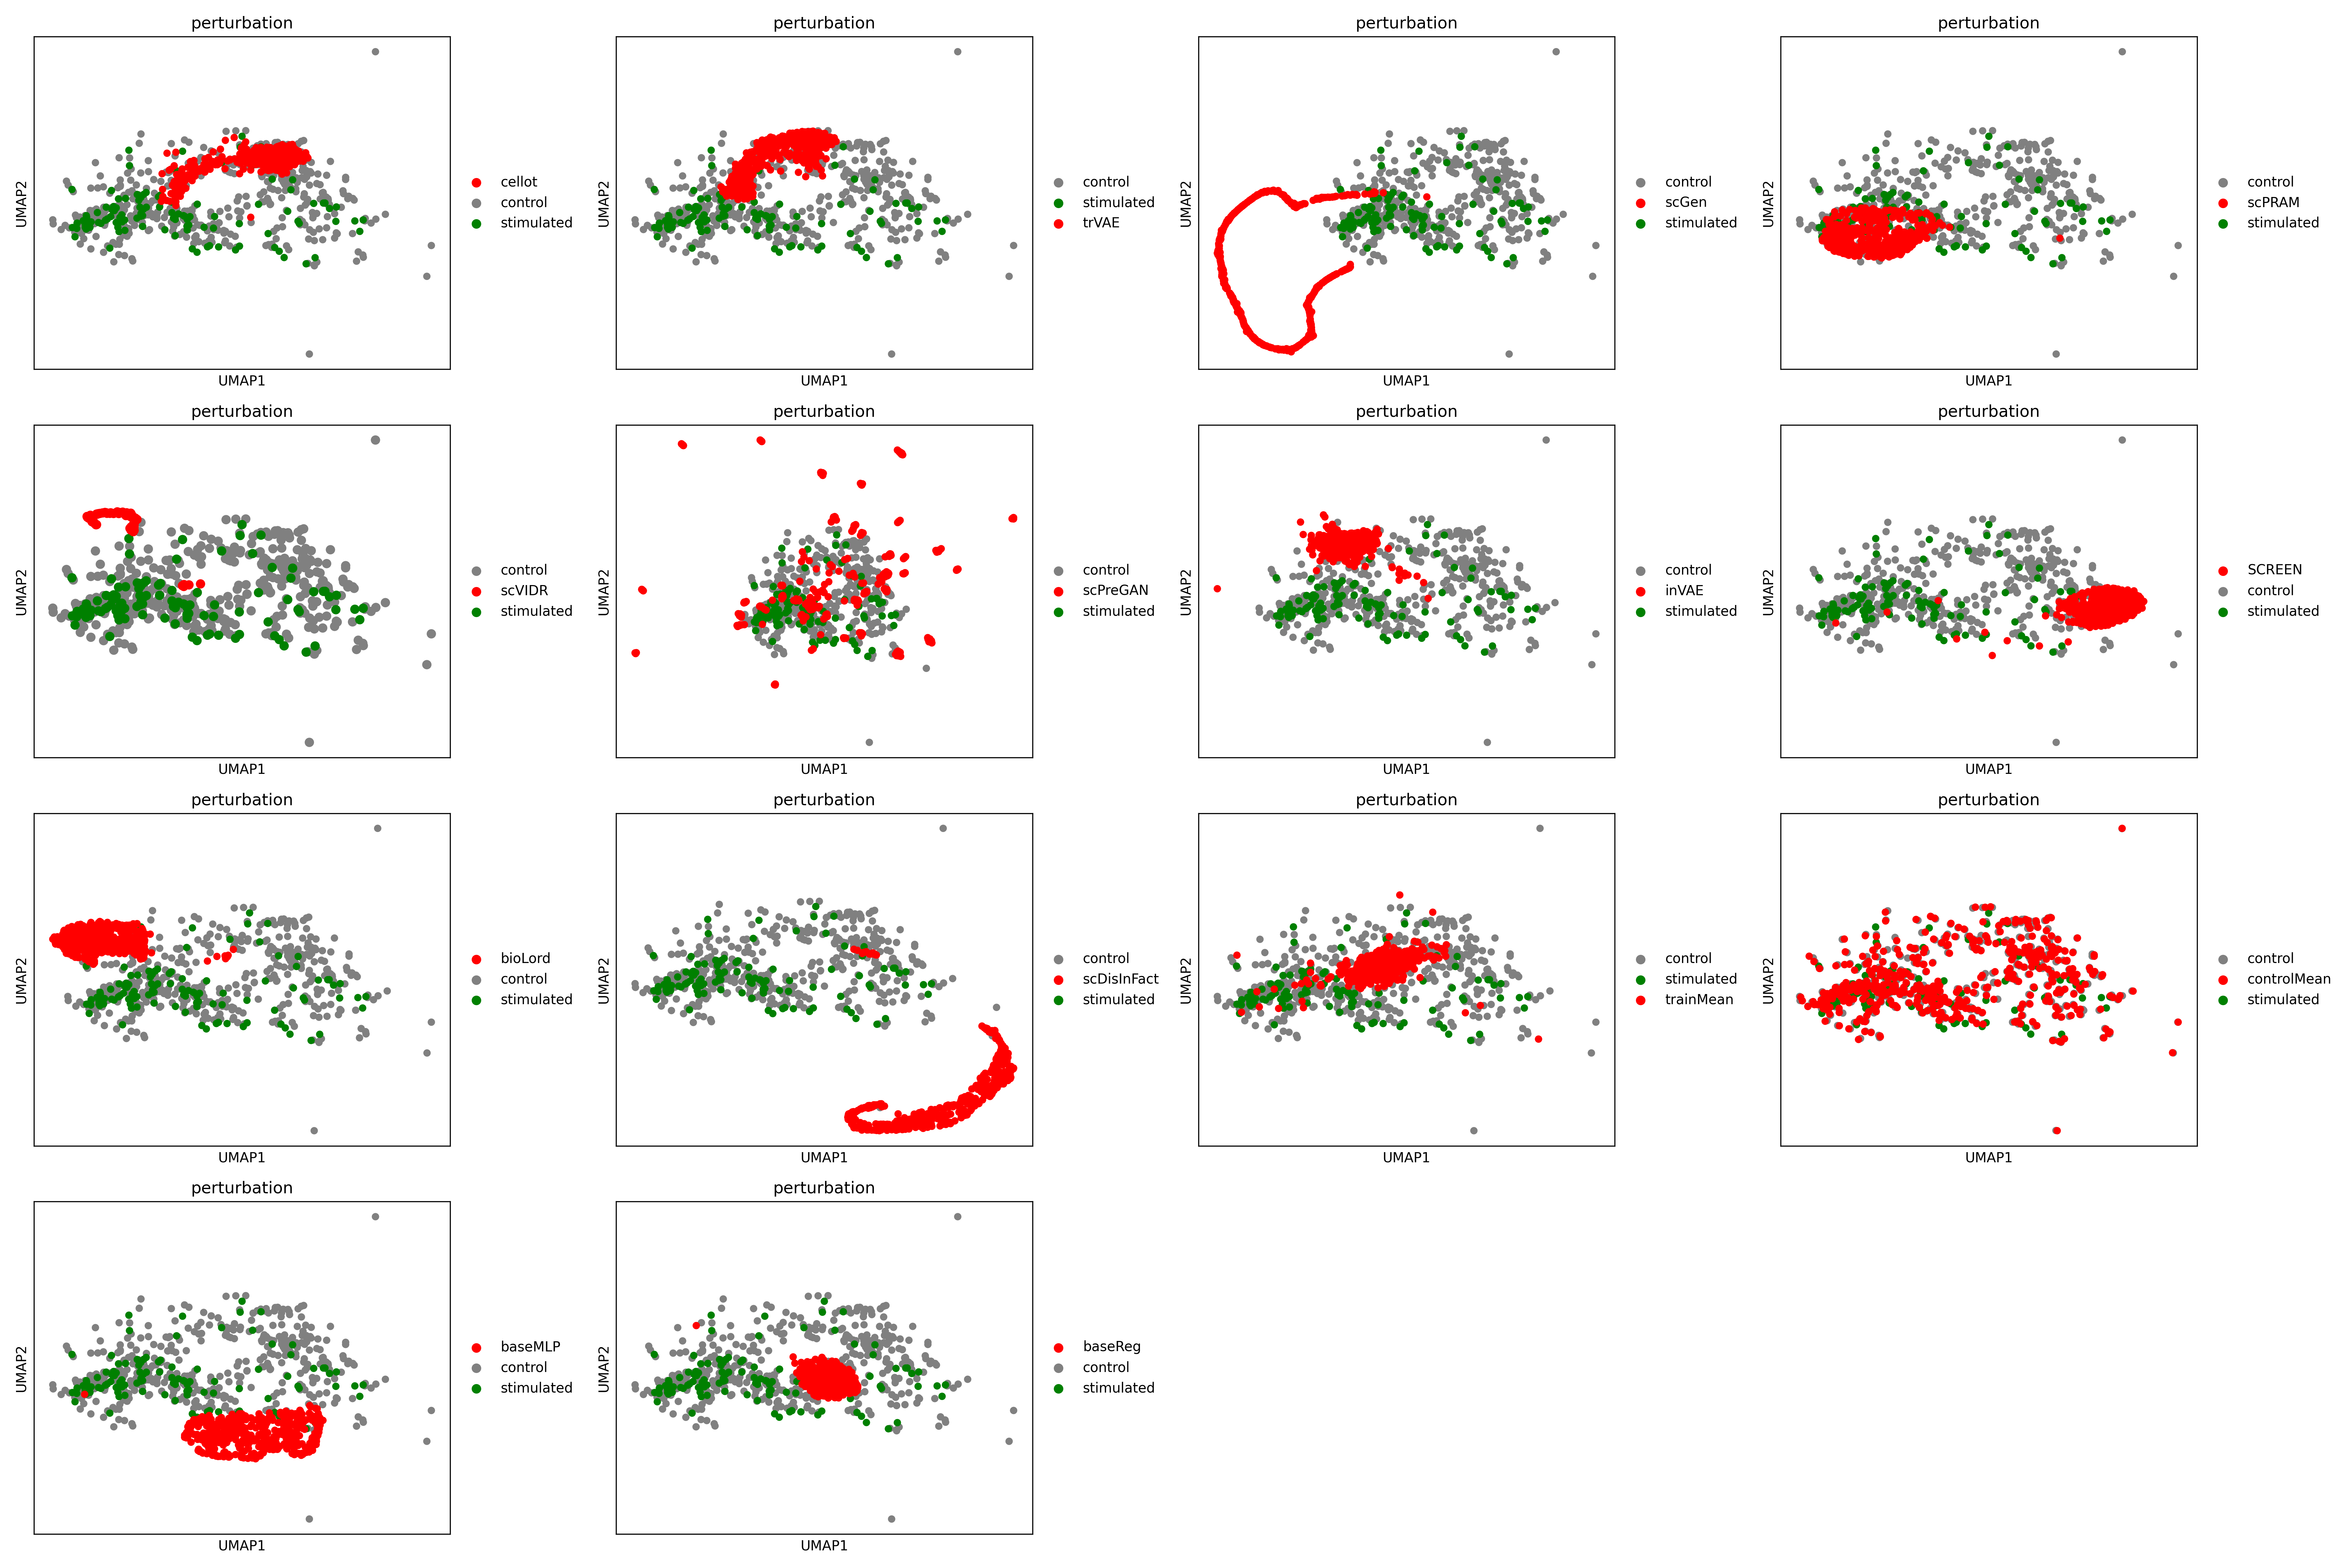 perturbation
UMAP2
UMAP1
cellot
control
stimulated
perturbation
UMAP2
UMAP1
control
stimulated
trVAE
perturbation
UMAP2
UMAP1
control
scGen
stimulated
perturbation
UMAP2
UMAP1
control
scPRAM
stimulated
perturbation
UMAP2
UMAP1
control
scVIDR
stimulated
perturbation
UMAP2
UMAP1
control
scPreGAN
stimulated
perturbation
UMAP2
UMAP1
control
inVAE
stimulated
perturbation
UMAP2
UMAP1
SCREEN
control
stimulated
perturbation
UMAP2
UMAP1
bioLord
control
stimulated
perturbation
UMAP2
UMAP1
control
scDisInFact
stimulated
perturbation
UMAP2
UMAP1
control
stimulated
trainMean
perturbation
UMAP2
UMAP1
control
controlMean
stimulated
perturbation
UMAP2
UMAP1
baseMLP
control
stimulated
perturbation
UMAP2
UMAP1
baseReg
control
stimulated